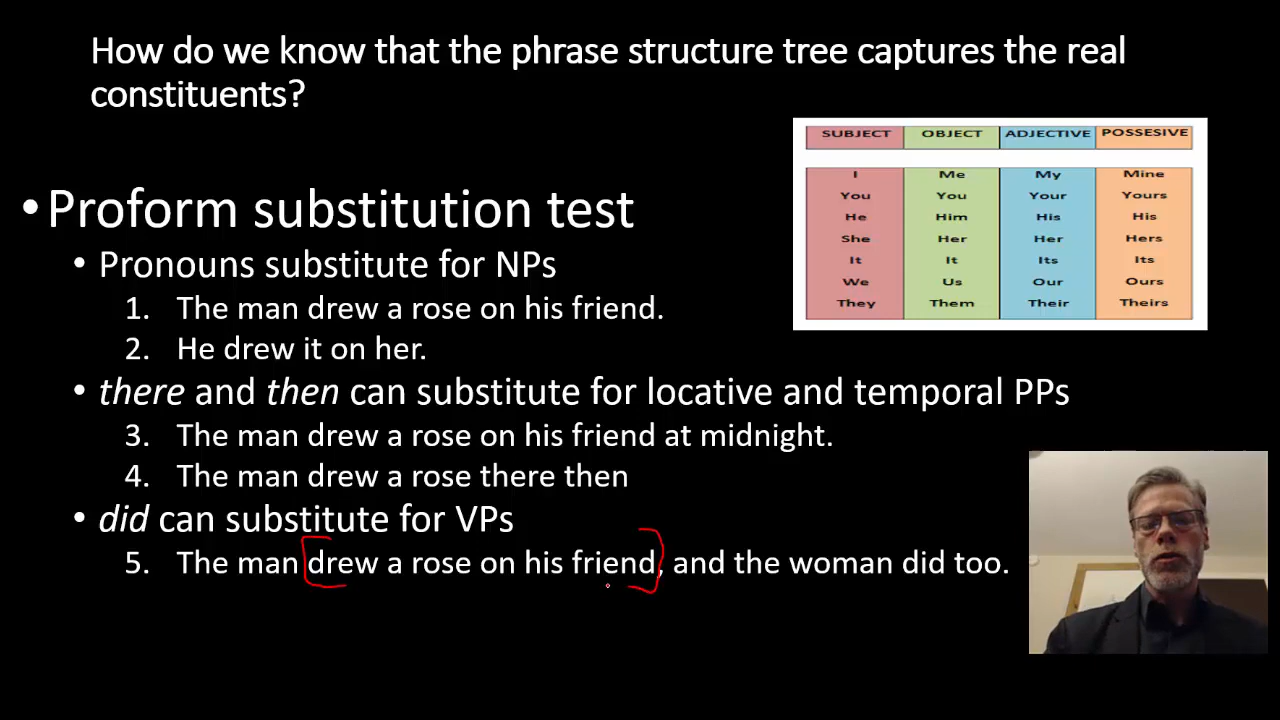 How do we know that the phrase structure tree captures the real
constituents?
•Proform substitution test
• Pronouns substitute for NPs
1. The man drew a rose on his friend.
2. He drew it on her.
• there and then can substitute for locative and temporal PPs
3. The man drew a rose on his friend at midnight.
4. The man drew a rose there then
• did can substitute for VPs
5. The man drew a rose on his friend, and the woman did too.
SUBJECT OBJECT ADJECTIVE POSSESIVE
I Me My Mine
You You Your Yours
He Him His His
She Her Her Hers
It It Its Its
We Us Our Ours
They Them Their Theirs